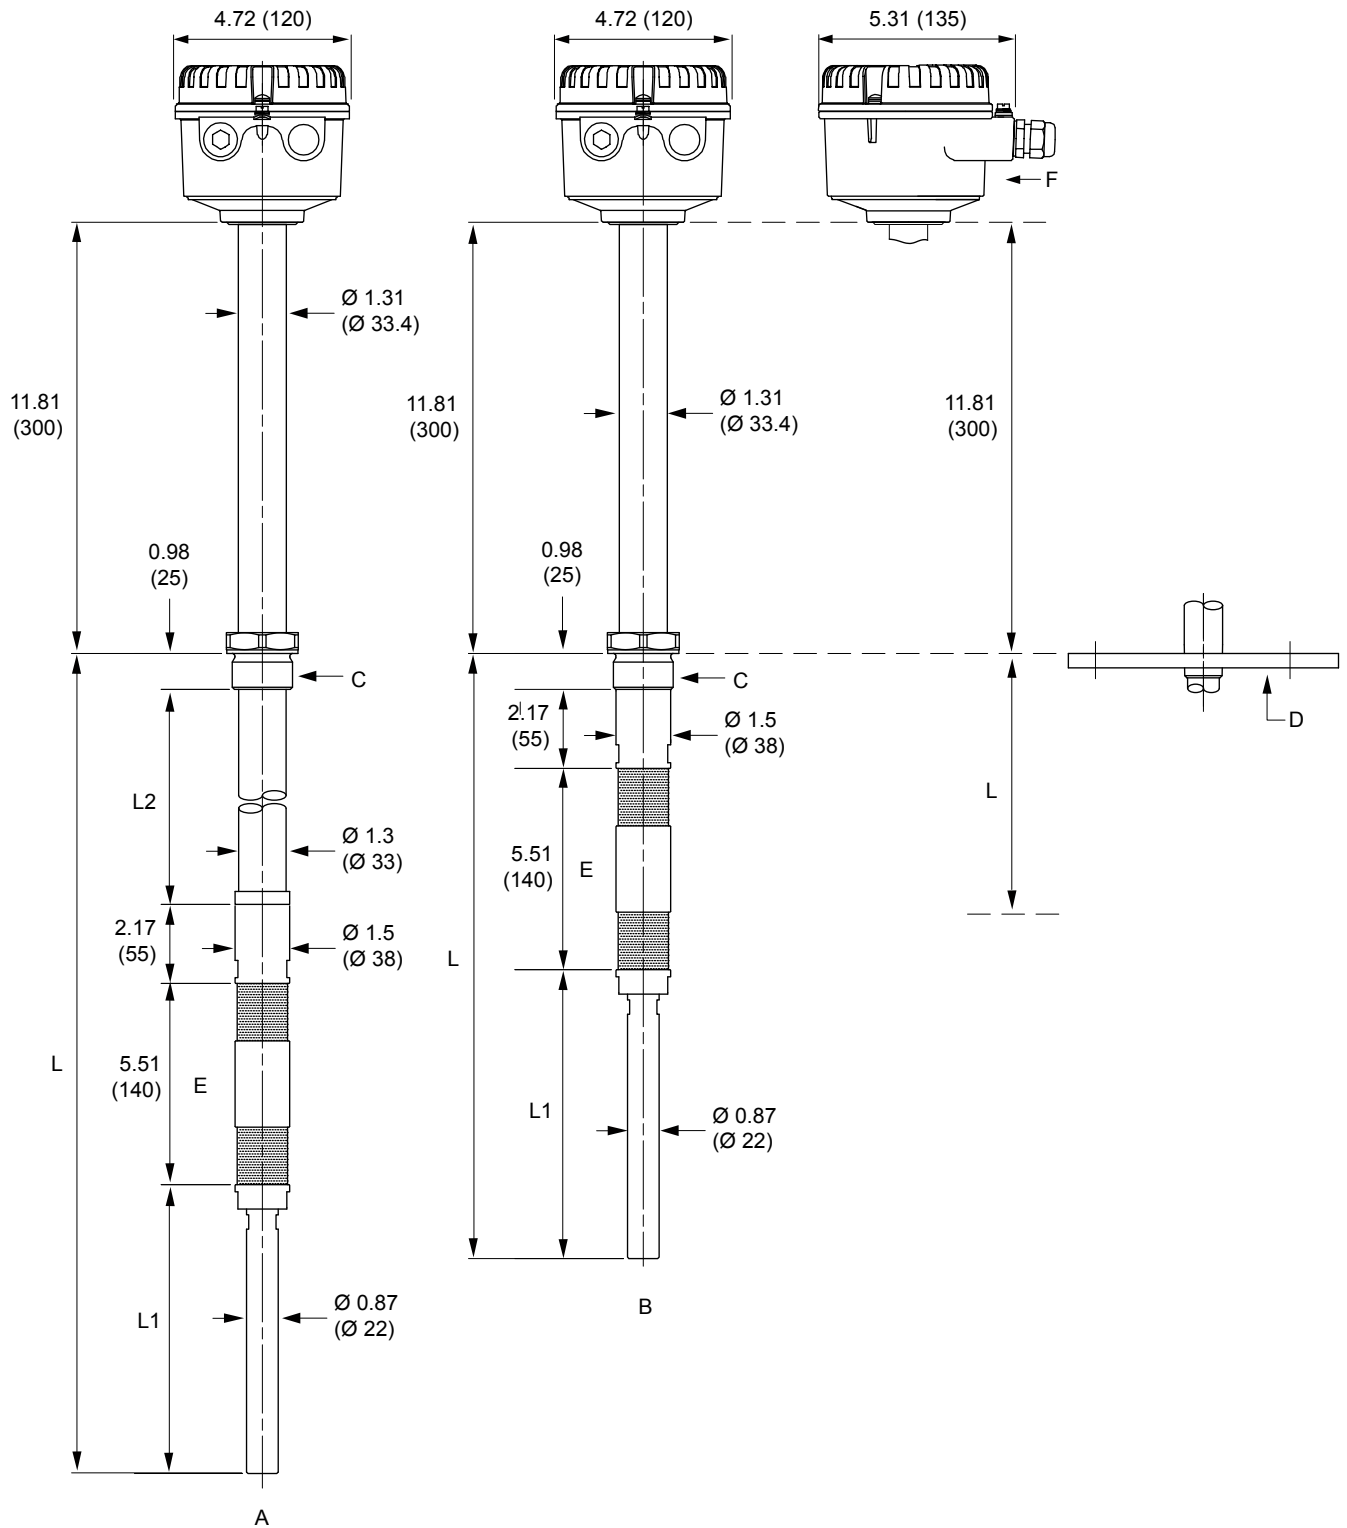 4.72 (120)
4.72 (120)
5.31 (135)
F
Ø 1.31
(Ø 33.4)
11.81
(300)
Ø 1.31
(Ø 33.4)
11.81
(300)
11.81
(300)
0.98
(25)
0.98
(25)
C
C
D
2.17
(55)
Ø 1.5
(Ø 38)
L
L2
Ø 1.3
(Ø 33)
5.51
(140)
E
2.17
(55)
Ø 1.5
(Ø 38)
L
L
5.51
(140)
E
L1
Ø 0.87
(Ø 22)
L1
Ø 0.87
(Ø 22)
B
A